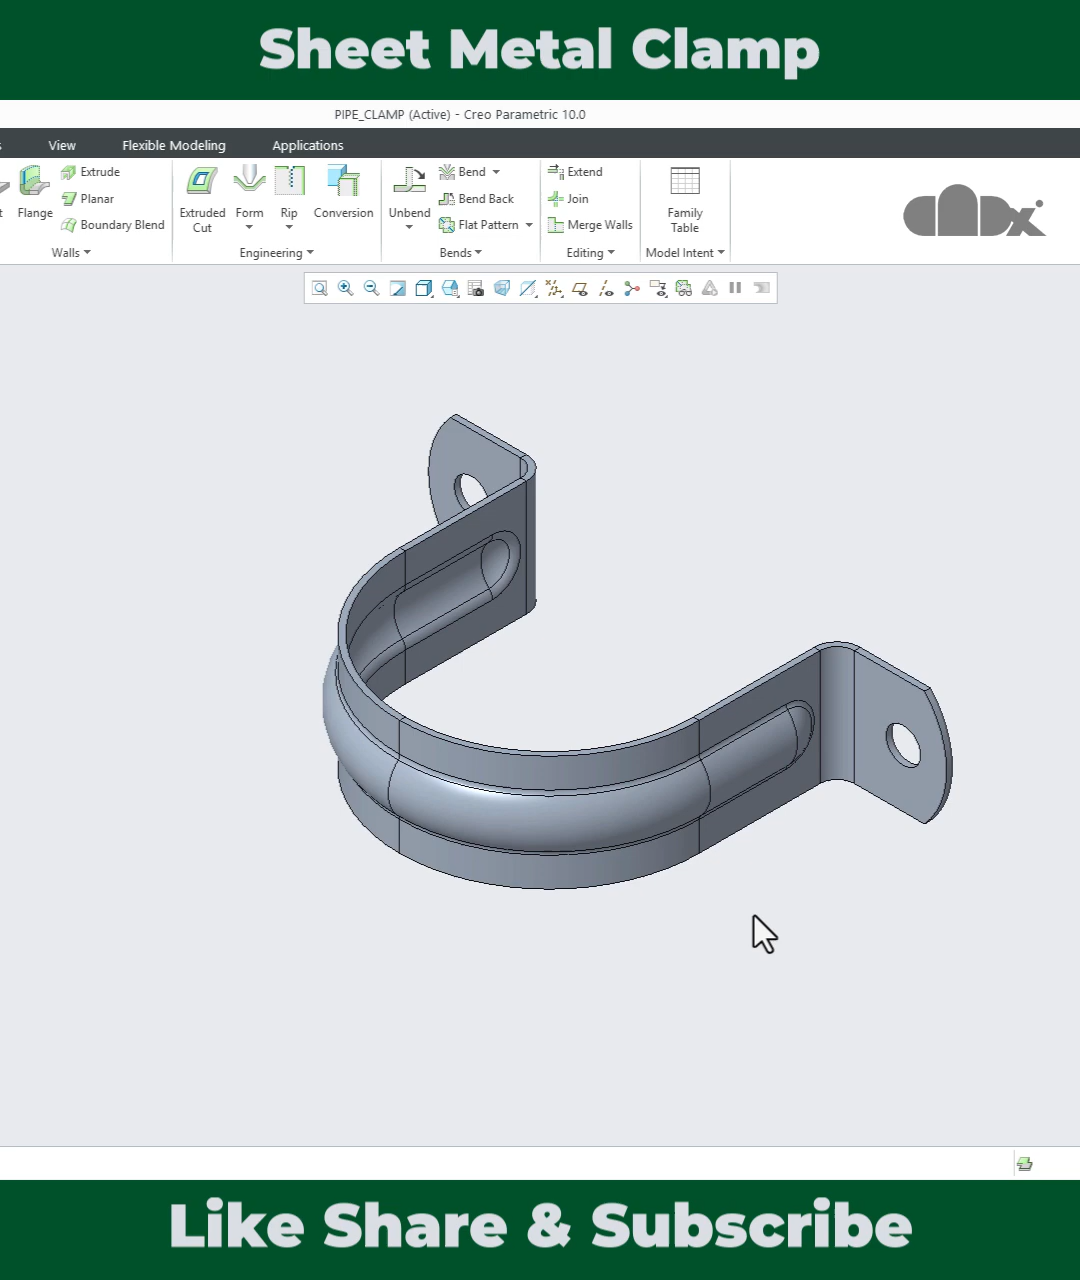 Sheet Metal Clamp
PIPE_CLAMP (Active) - Creo Parametric 10.0
View Flexible Modeling Applications
Extrude
Planar
Boundary Blend
Flange
Walls
Extruded Cut
Form
Rip
Conversion
Engineering
Unbend
Bend
Bend Back
Flat Pattern
Bends
Extend
Join
Merge Walls
Editing
Family Table
Model Intent
CADx
Like Share & Subscribe